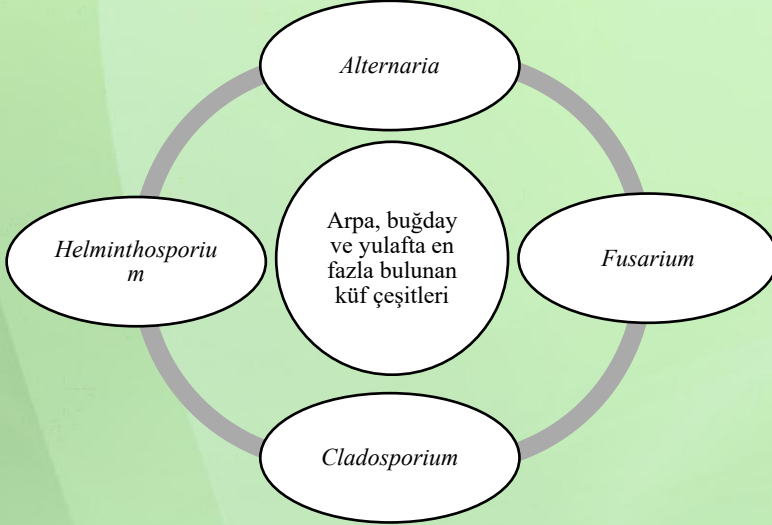 Alternaria
Helminthosporiu
m
Arpa, buğday
ve yulafta en
fazla bulunan
küf çeşitleri
Fusarium
Cladosporium